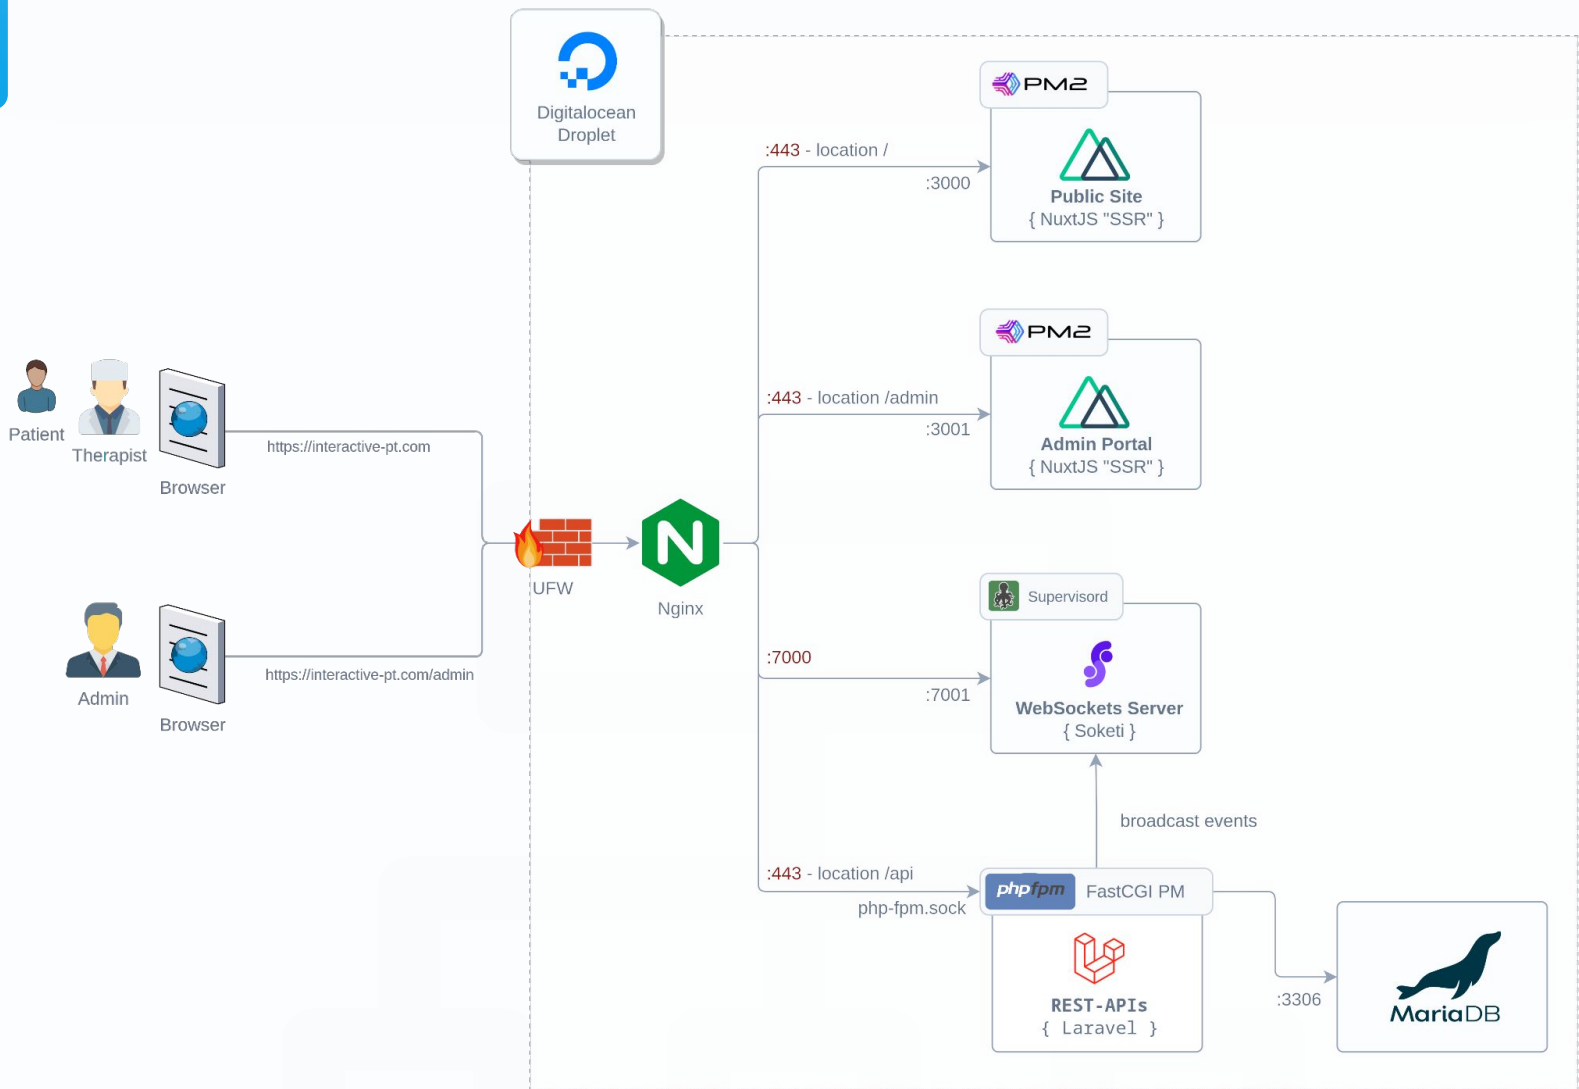 Digitalocean
Droplet
PM2
:443 - location /
:3000
Public Site
{ NuxtJS "SSR" }
PM2
:443 - location /admin
:3001
Admin Portal
{ NuxtJS "SSR" }
Patient
Therapist
Browser
https://interactive-pt.com
UFW
Nginx
Admin
Browser
https://interactive-pt.com/admin
Supervisord
:7000
:7001
WebSockets Server
{ Soketi }
broadcast events
:443 - location /api
php-fpm.sock
phpfpm FastCGI PM
REST-APIs
{ Laravel }
:3306
MariaDB